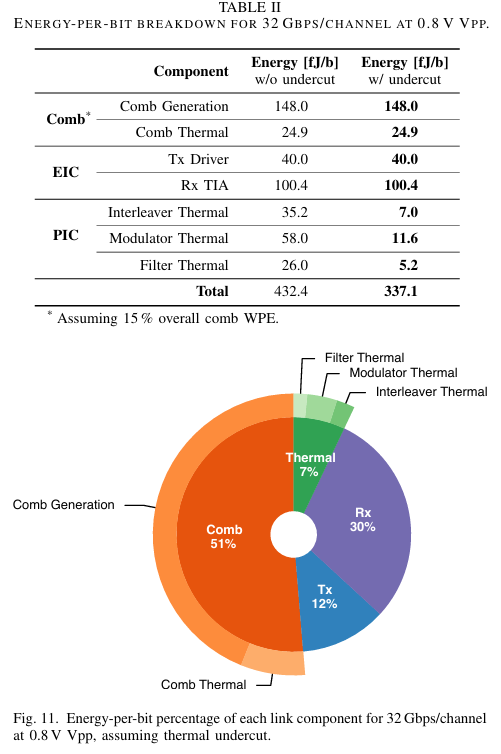 TABLE II
ENERGY-PER-BIT BREAKDOWN FOR 32 GBPS/CHANNEL AT 0.8 V VPP.
Component Energy [fJ/b] w/o undercut Energy [fJ/b] w/ undercut
Comb* Comb Generation 148.0 148.0
Comb Thermal 24.9 24.9
EIC Tx Driver 40.0 40.0
Rx TIA 100.4 100.4
PIC Interleaver Thermal 35.2 7.0
Modulator Thermal 58.0 11.6
Filter Thermal 26.0 5.2
Total 432.4 337.1
* Assuming 15 % overall comb WPE.
Filter Thermal
Modulator Thermal
Interleaver Thermal
Thermal
7%
Comb Generation
Comb
51%
Rx
30%
Tx
12%
Comb Thermal
Fig. 11. Energy-per-bit percentage of each link component for 32 Gbps/channel
at 0.8 V Vpp, assuming thermal undercut.